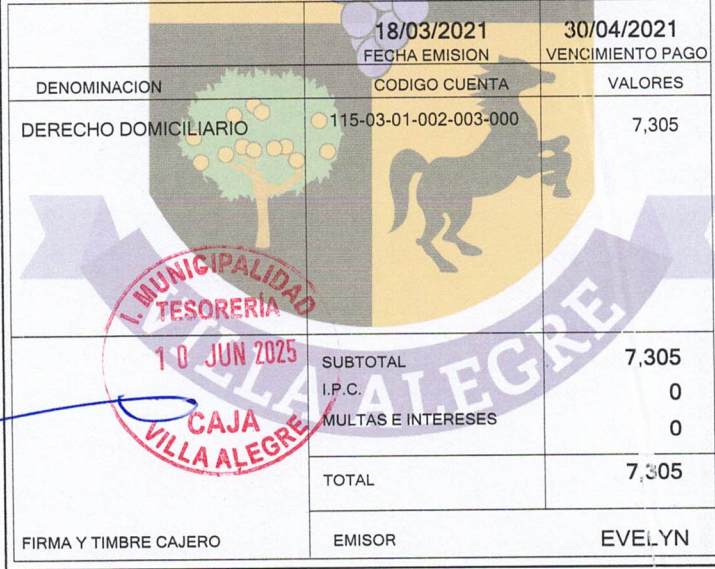 18/03/2021 30/04/2021
FECHA EMISION VENCIMIENTO PAGO
DENOMINACION CODIGO CUENTA VALORES
DERECHO DOMICILIARIO 115-03-01-002-003-000 7,305
I. MUNICIPALIDAD
TESORERÍA
10 JUN 2025
CAJA
VILLA ALEGRE
VILLA ALEGRE
SUBTOTAL 7,305
I.P.C. 0
MULTAS E INTERESES 0
TOTAL 7,305
FIRMA Y TIMBRE CAJERO EMISOR EVELYN